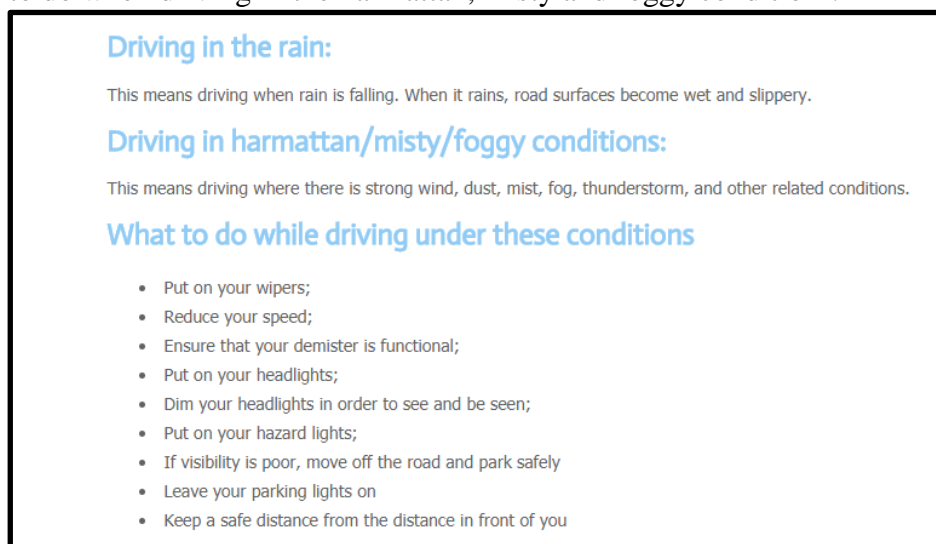 Driving in the rain:
This means driving when rain is falling. When it rains, road surfaces become wet and slippery.
Driving in harmattan/misty/foggy conditions:
This means driving where there is strong wind, dust, mist, fog, thunderstorm, and other related conditions.
What to do while driving under these conditions
• Put on your wipers;
• Reduce your speed;
• Ensure that your demister is functional;
• Put on your headlights;
• Dim your headlights in order to see and be seen;
• Put on your hazard lights;
• If visibility is poor, move off the road and park safely
• Leave your parking lights on
• Keep a safe distance from the distance in front of you